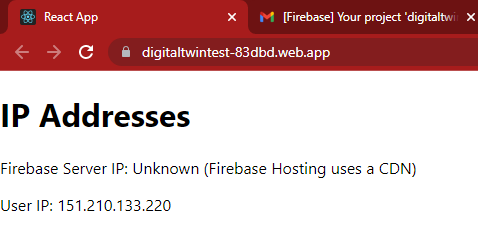 React App
[Firebase] Your project 'digitaltwin
digitaltwintest-83dbd.web.app
IP Addresses
Firebase Server IP: Unknown (Firebase Hosting uses a CDN)
User IP: 151.210.133.220